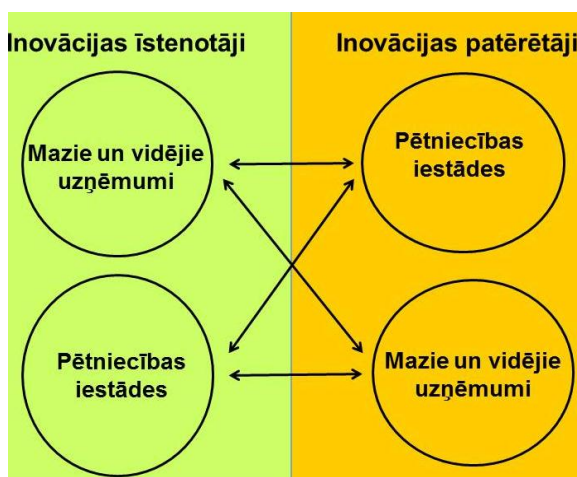 Inovācijas īstenotāji
Inovācijas patērētāji
Mazie un vidējie
uzņēmumi
Pētniecības
iestādes
Pētniecības
iestādes
Mazie un vidējie
uzņēmumi